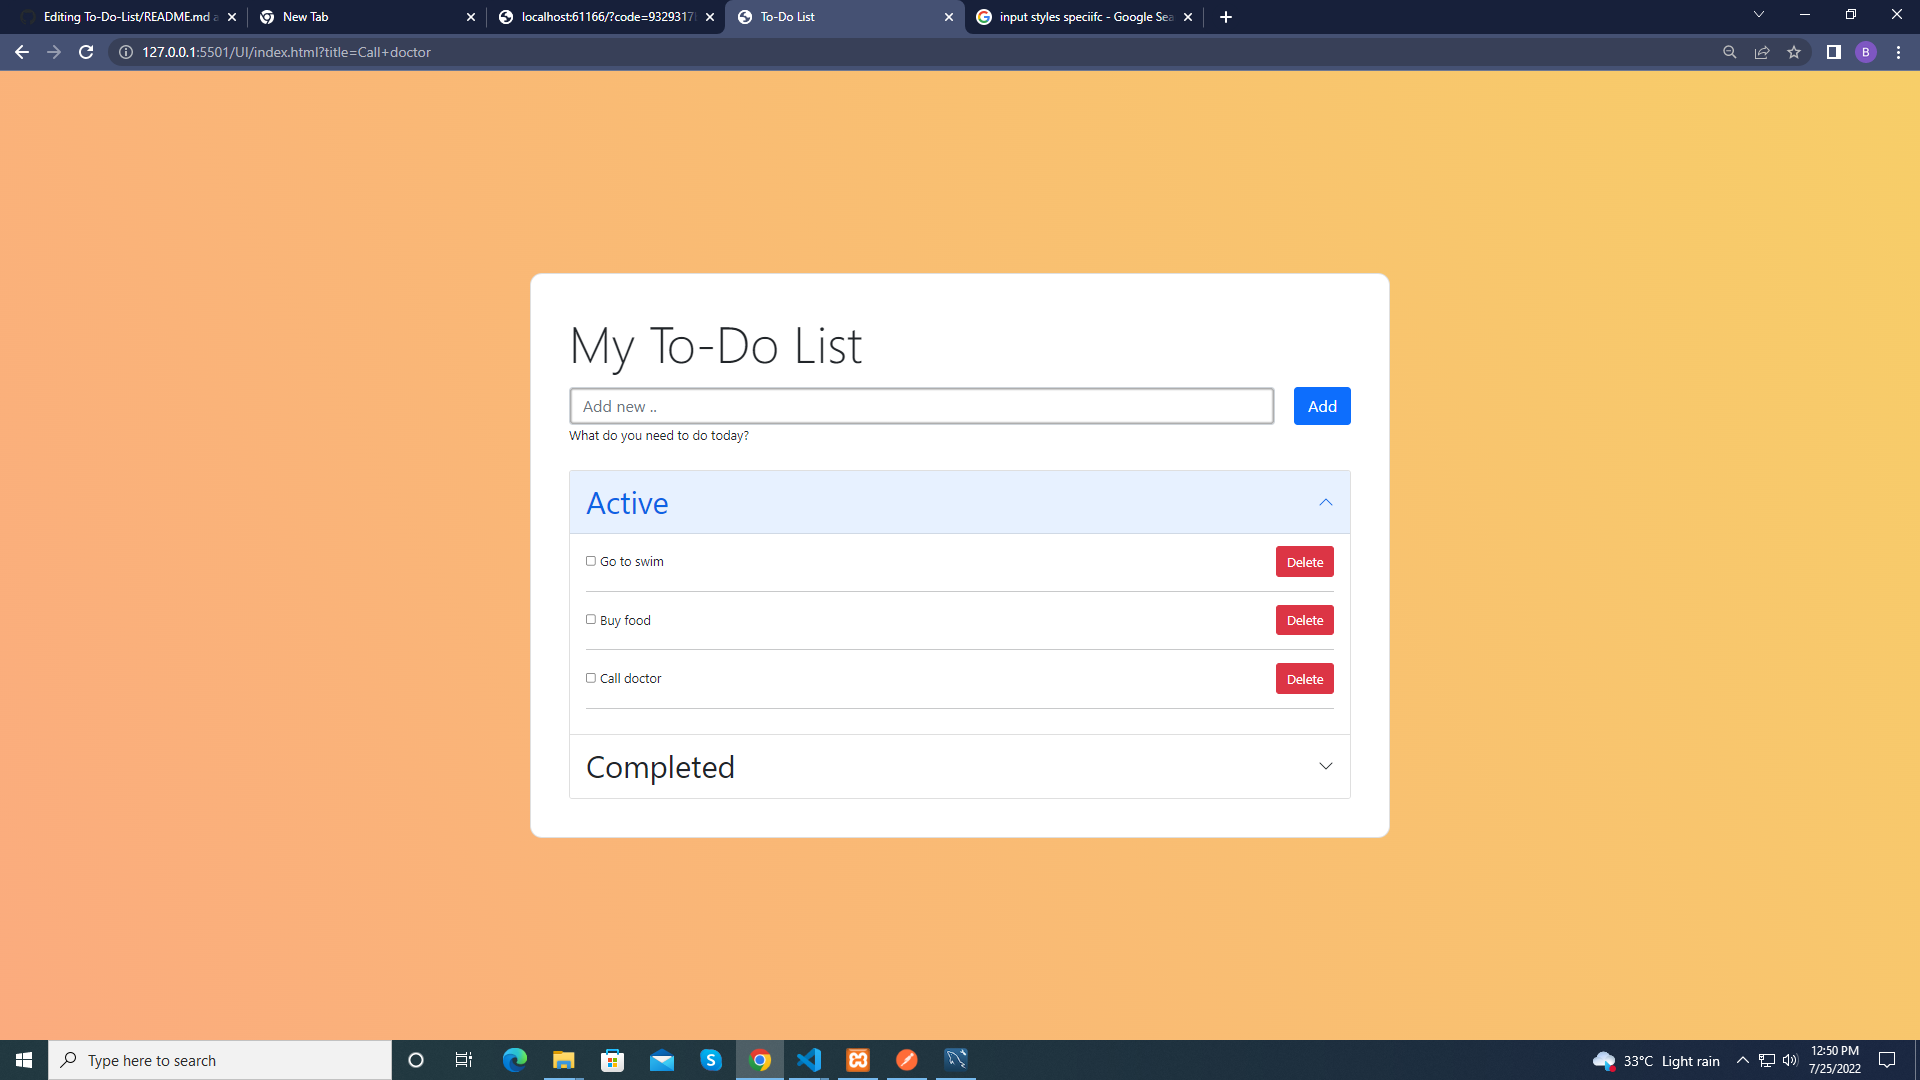 Editing To-Do-List/README.md a
New Tab
localhost:61166/?code=9329317
To-Do List
input styles speciifc - Google Sea
127.0.0.1:5501/UI/index.html?title=Call+doctor
B
My To-Do List
Add new ..
Add
What do you need to do today?
Active
Go to swim
Delete
Buy food
Delete
Call doctor
Delete
Completed
Type here to search
33°C Light rain
12:50 PM
7/25/2022